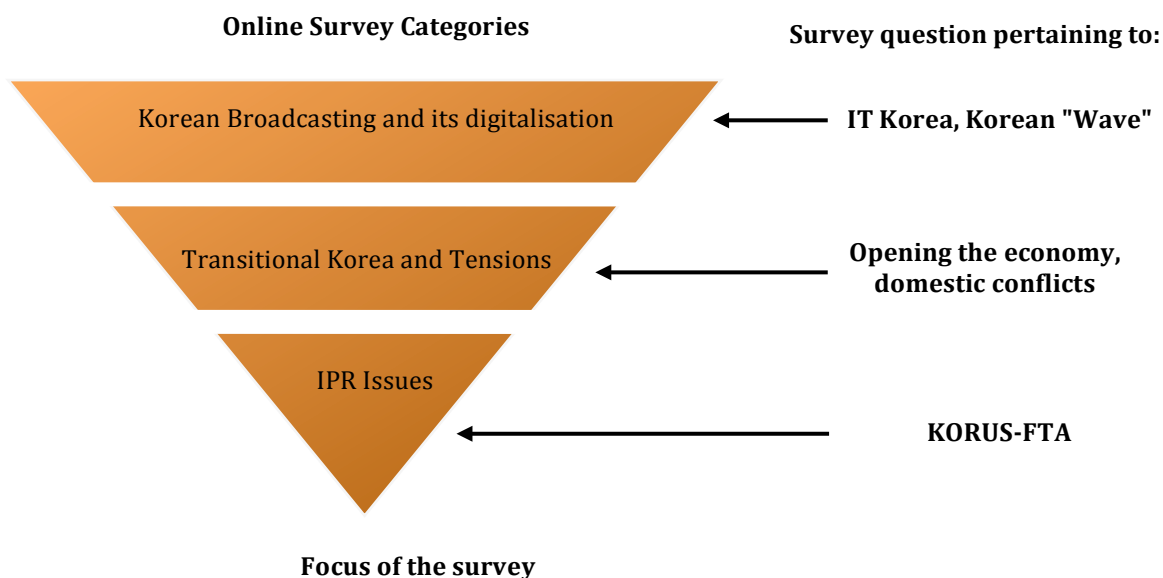 Online Survey Categories
Survey question pertaining to:
Korean Broadcasting and its digitalisation
IT Korea, Korean "Wave"
Transitional Korea and Tensions
Opening the economy,
domestic conflicts
IPR Issues
KORUS-FTA
Focus of the survey